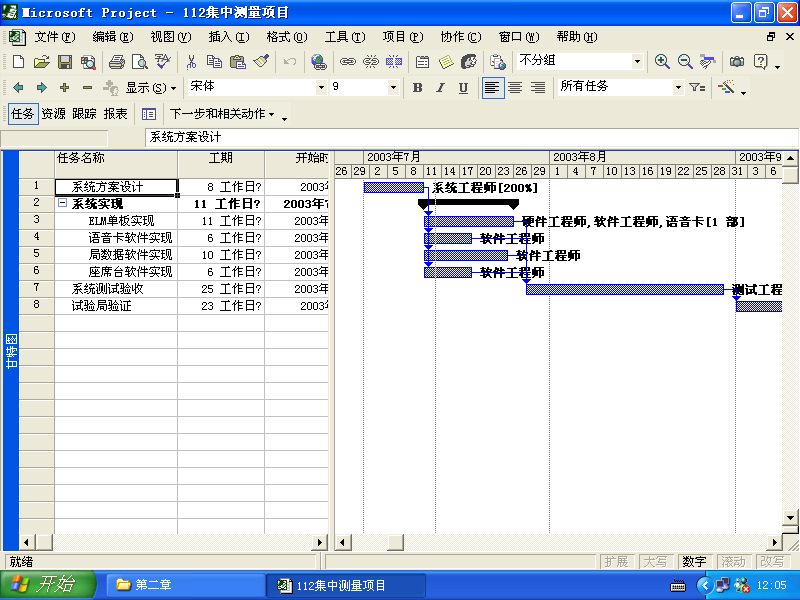 Microsoft Project - 112集中测量项目
文件(F) 编辑(E) 视图(V) 插入(I) 格式(O) 工具(T) 项目(P) 协作(C) 窗口(W) 帮助(H)
不分组
显示(S) 宋体 9 B I U 所有任务
任务 资源 跟踪 报表 下一步和相关动作
系统方案设计
任务名称 工期 开始时 2003年7月 2003年8月 2003年9
26 29 2 5 8 11 14 17 20 23 26 29 1 4 7 10 13 16 19 22 25 28 31 3 6
1 系统方案设计 8 工作日? 2003 系统工程师[200%]
2 系统实现 11 工作日? 2003年
3 ELM单板实现 11 工作日? 2003年 硬件工程师,软件工程师,语音卡[1 部]
4 语音卡软件实现 6 工作日? 2003年 软件工程师
5 局数据软件实现 10 工作日? 2003年 软件工程师
6 座席台软件实现 6 工作日? 2003年 软件工程师
7 系统测试验收 25 工作日? 2003年 测试工程
8 试验局验证 23 工作日? 2003
甘特图
就绪 扩展 大写 数字 滚动 改写
开始 第二章 112集中测量项目 12:05